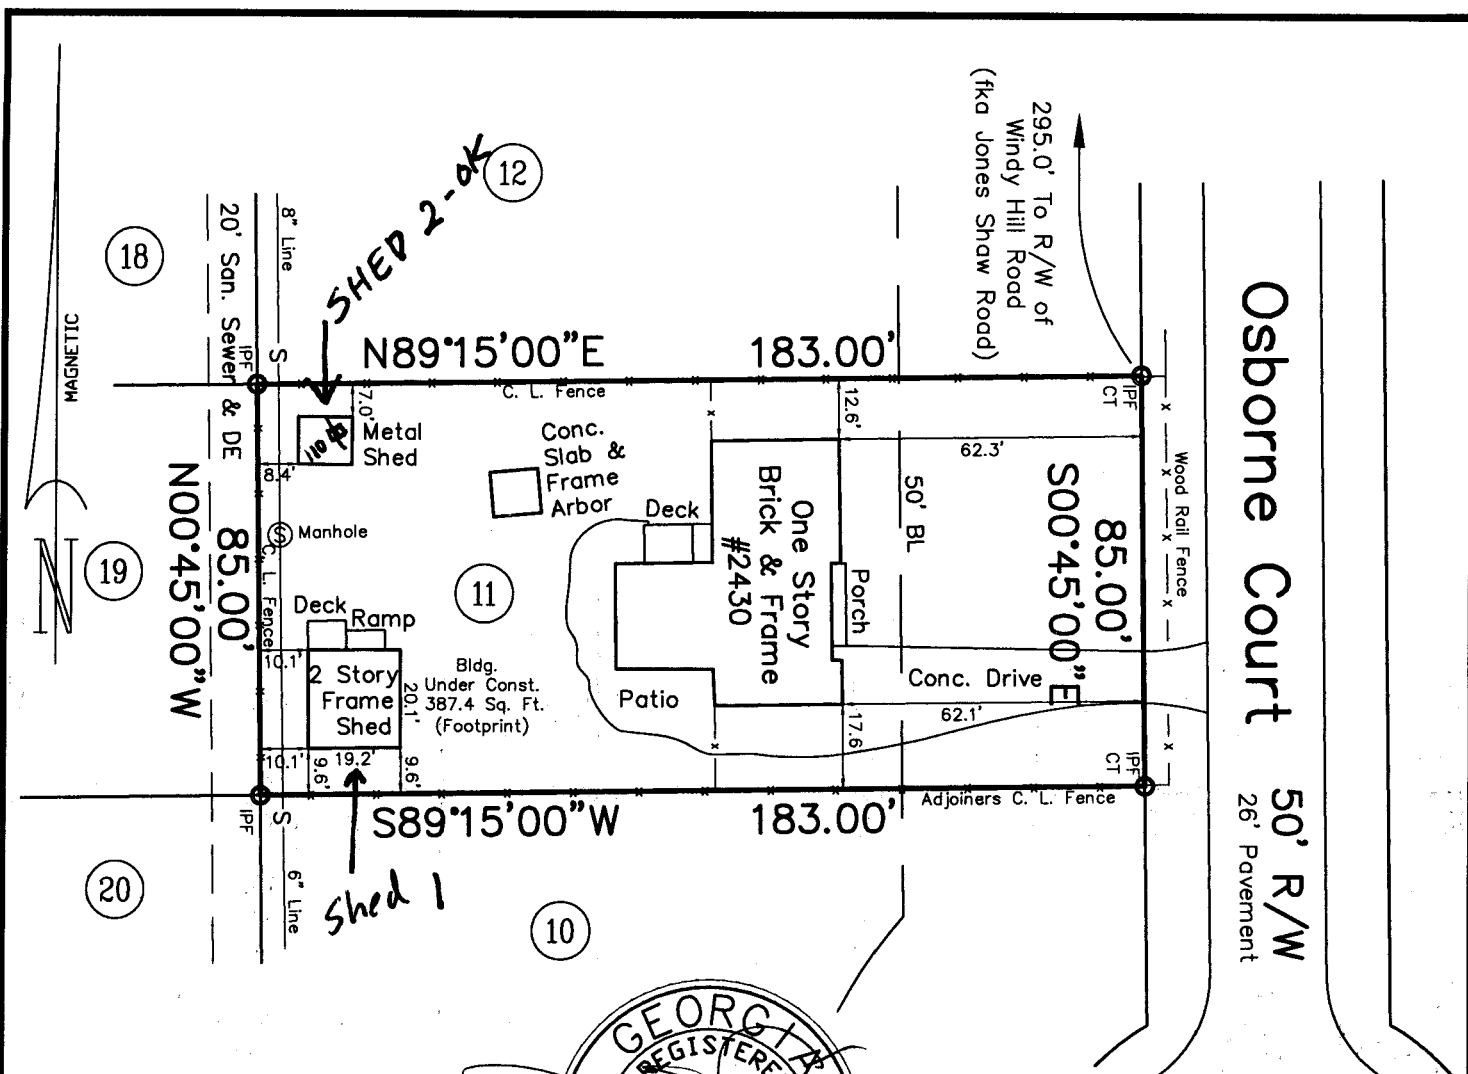 295.0' To R/W of
Windy Hill Road
(fka Jones Shaw Road)
Osborne Court
50' R/W
26' Pavement
12
SHED 2-OK
18
8" Line
20' San. Sewer & DE
MAGNETIC
N
S
IPF
N89°15'00"E
183.00'
C. L. Fence
IPF
CT
7.0'
12.6'
Metal
Shed
110
8.4'
Conc.
Slab &
Frame
Arbor
62.3'
Wood Rail Fence
S00°45'00"E
85.00'
50' BL
Deck
One Story
Brick & Frame
#2430
Porch
S
Manhole
19
N00°45'00"W
85.00'
C. L. Fence
11
Deck
Ramp
10.1'
2 Story
Frame
Shed
20.1'
Bldg.
Under Const.
387.4 Sq. Ft.
(Footprint)
Patio
Conc. Drive
62.1'
17.6
10.1'
19.2'
9.6'
9.6'
IPF
CT
IPF
S
S89°15'00"W
183.00'
Adjoiners C. L. Fence
20
6" Line
Shed 1
10
GEORGIA
REGISTERE